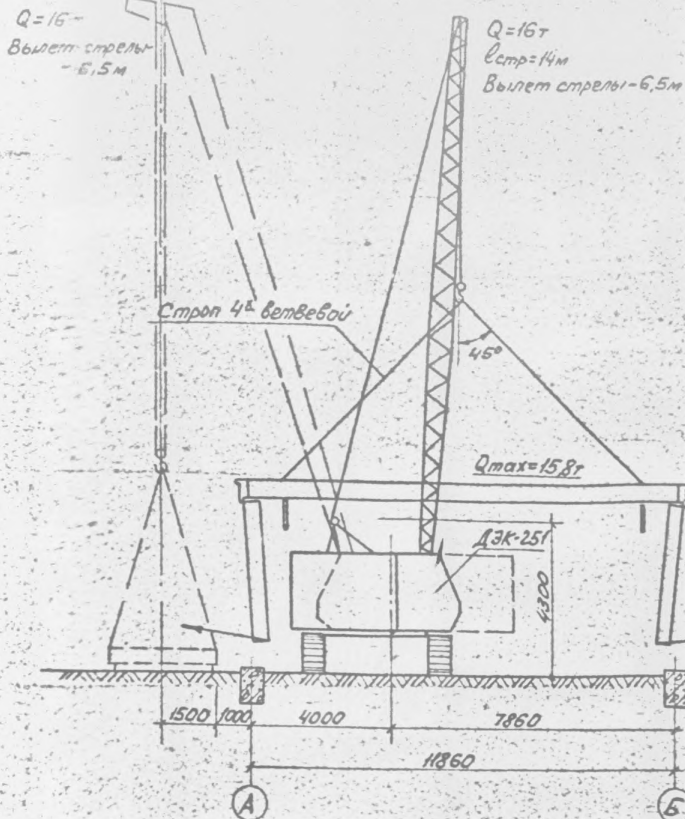 Q=16
Вылет стрелы
-6,5м
Q=16т
ℓстр=14м
Вылет стрелы-6,5м
Строп 4х ветвевой
45°
Qmax=15,8т
ДЭК-251
4300
1500
1000
4000
7860
11860
А
Б